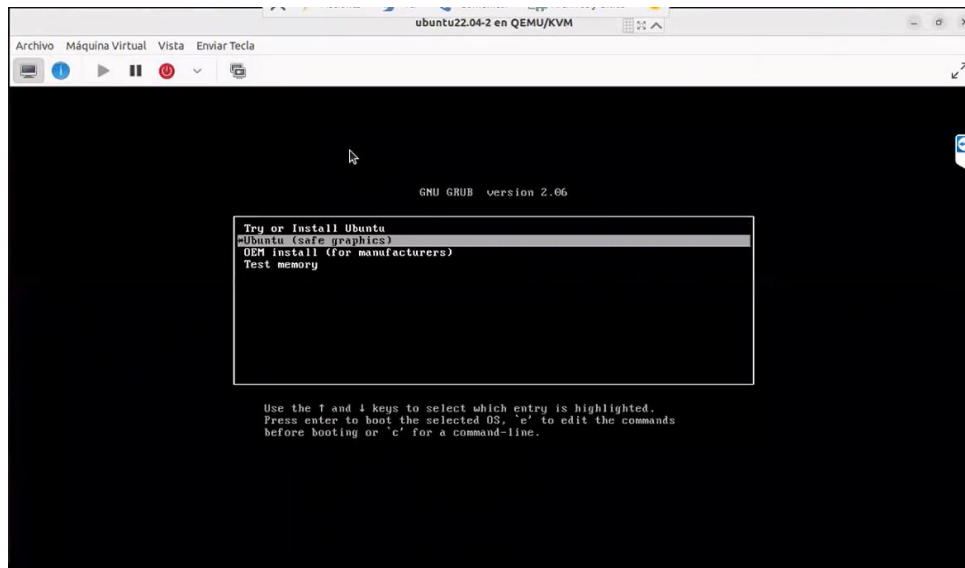 ubuntu22.04-2 en QEMU/KVM
Archivo Máquina Virtual Vista Enviar Tecla
GNU GRUB version 2.06
Try or Install Ubuntu
*Ubuntu (safe graphics)
OEM install (for manufacturers)
Test memory
Use the ↑ and ↓ keys to select which entry is highlighted.
Press enter to boot the selected OS, `e' to edit the commands
before booting or `c' for a command-line.